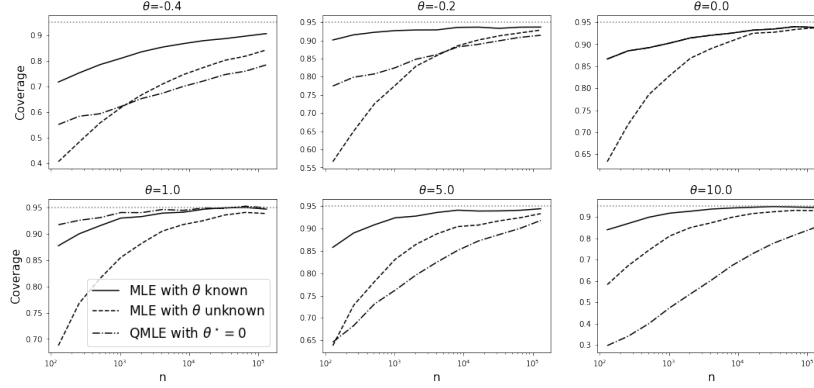 θ=-0.4
θ=-0.2
θ=0.0
Coverage
0.9
0.8
0.7
0.6
0.5
0.4
0.95
0.90
0.85
0.80
0.75
0.70
0.65
0.60
0.55
0.95
0.90
0.85
0.80
0.75
0.70
0.65
θ=1.0
θ=5.0
θ=10.0
Coverage
0.95
0.90
0.85
0.80
0.75
0.70
0.95
0.90
0.85
0.80
0.75
0.70
0.65
0.9
0.8
0.7
0.6
0.5
0.4
0.3
MLE with θ known
MLE with θ unknown
QMLE with θ* = 0
10² 10³ 10⁴ 10⁵
10² 10³ 10⁴ 10⁵
10² 10³ 10⁴ 10⁵
n
n
n